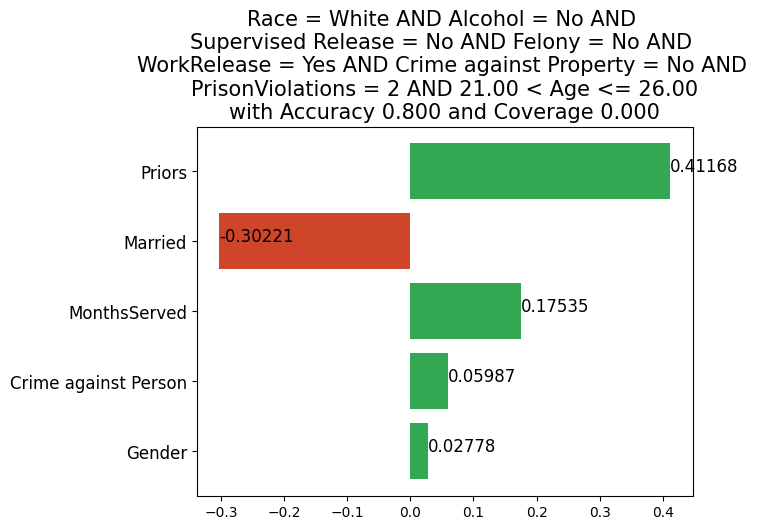 Race = White AND Alcohol = No AND
Supervised Release = No AND Felony = No AND
WorkRelease = Yes AND Crime against Property = No AND
PrisonViolations = 2 AND 21.00 < Age <= 26.00
with Accuracy 0.800 and Coverage 0.000
Priors 0.41168
Married -0.30221
MonthsServed 0.17535
Crime against Person 0.05987
Gender 0.02778
−0.3 −0.2 −0.1 0.0 0.1 0.2 0.3 0.4